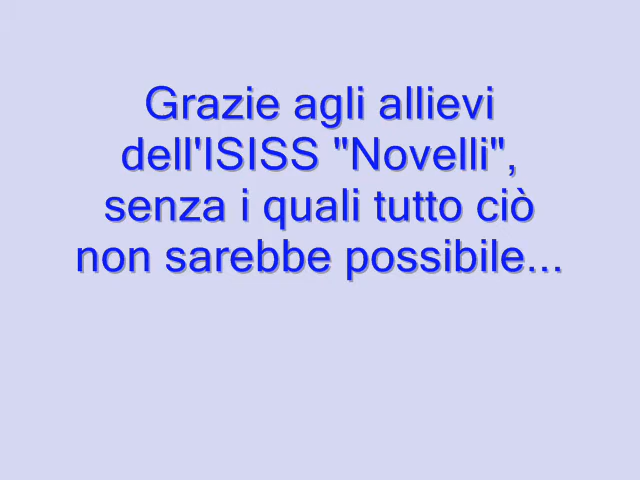 Grazie agli allievi
dell'ISISS "Novelli",
senza i quali tutto ciò
non sarebbe possibile...